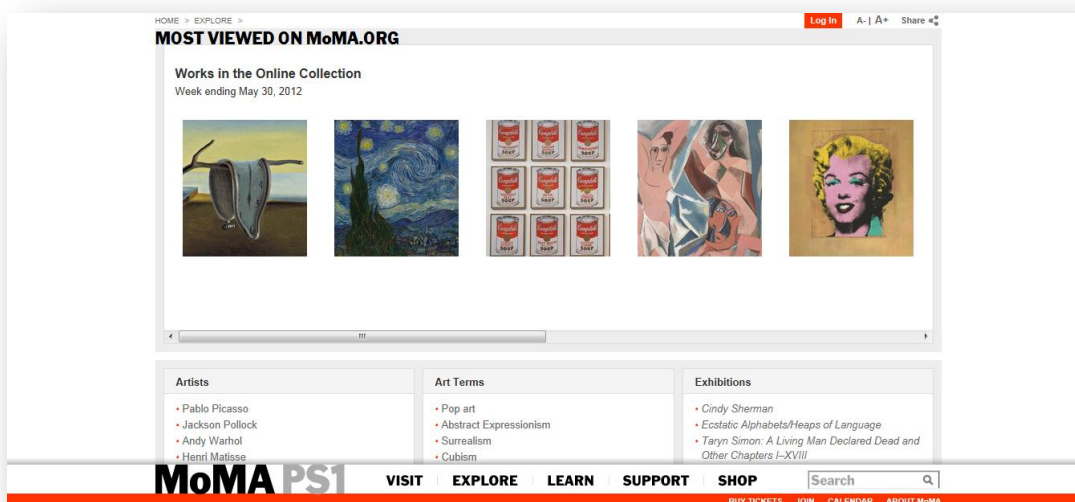 HOME > EXPLORE >
Log In A- | A+ Share
MOST VIEWED ON MoMA.ORG
Works in the Online Collection
Week ending May 30, 2012
Campbell's
SOUP
Artists
• Pablo Picasso
• Jackson Pollock
• Andy Warhol
• Henri Matisse
Art Terms
• Pop art
• Abstract Expressionism
• Surrealism
• Cubism
Exhibitions
• Cindy Sherman
• Ecstatic Alphabets/Heaps of Language
• Taryn Simon: A Living Man Declared Dead and
Other Chapters I–XVIII
MoMA PS1 VISIT EXPLORE LEARN SUPPORT SHOP Search
BUY TICKETS JOIN CALENDAR ABOUT MoMA